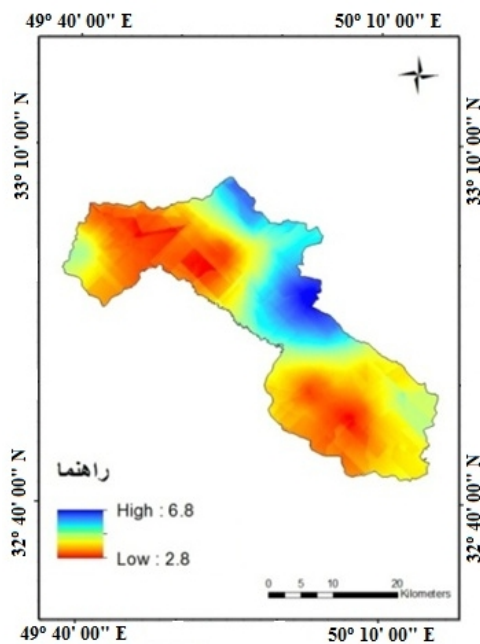 49° 40' 00" E 50° 10' 00" E
33° 10' 00" N 33° 10' 00" N
راهنما
High : 6.8
Low : 2.8
32° 40' 00" N 32° 40' 00" N
0 5 10 20
Kilometers
49° 40' 00" E 50° 10' 00" E